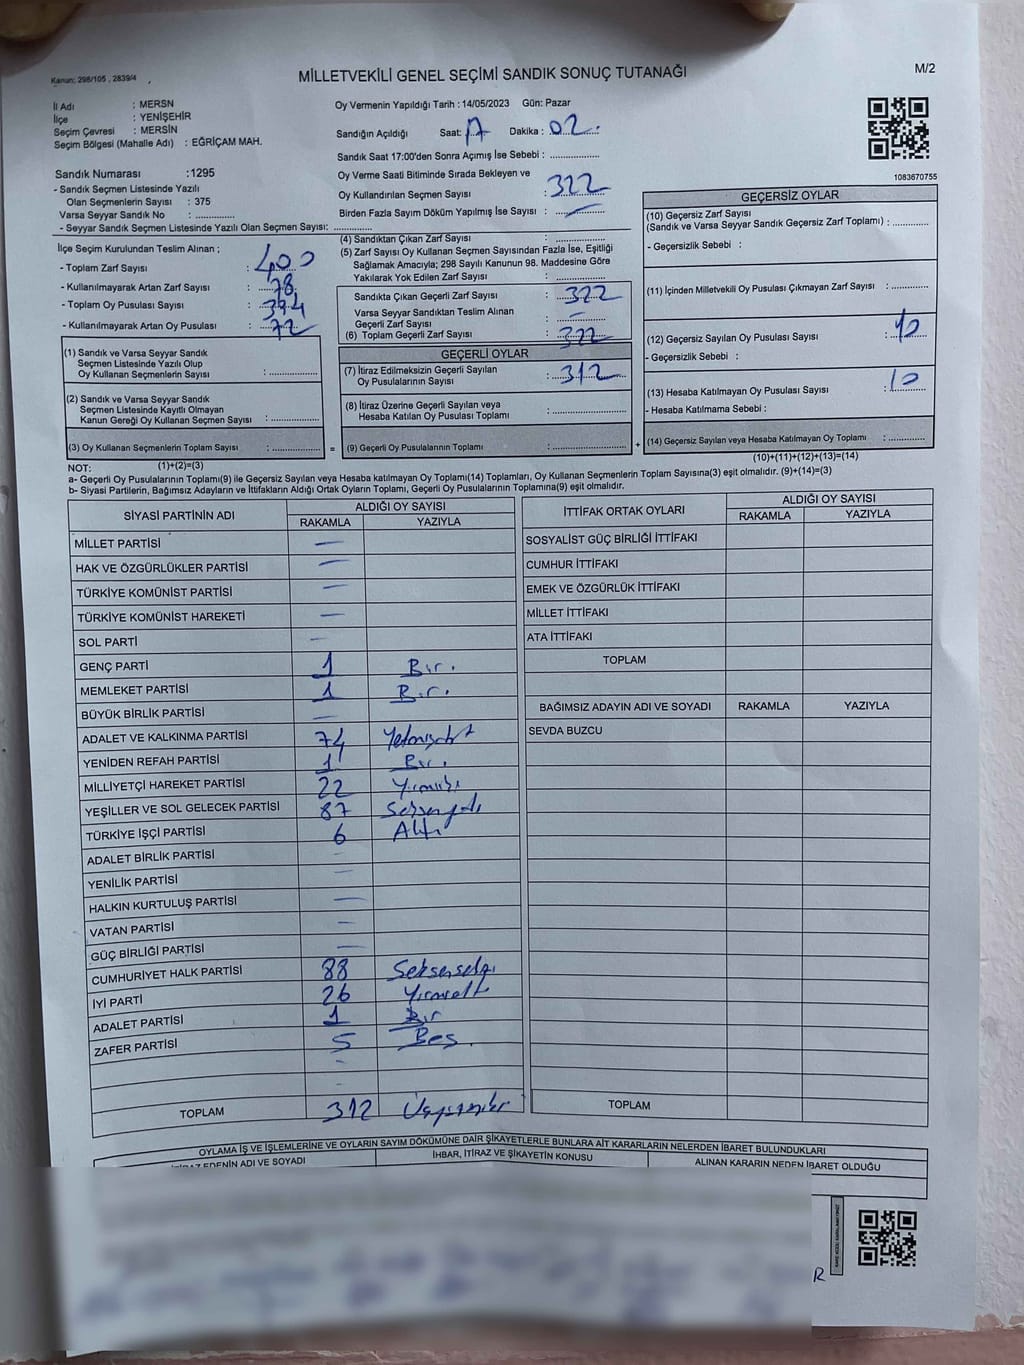 Kanun: 298/105 , 2839/4
MİLLETVEKİLİ GENEL SEÇİMİ SANDIK SONUÇ TUTANAĞI
M/2
İl Adı : MERSN
İlçe : YENİŞEHİR
Seçim Çevresi : MERSİN
Seçim Bölgesi (Mahalle Adı) : EĞRİÇAM MAH.
Sandık Numarası :1295
- Sandık Seçmen Listesinde Yazılı
Olan Seçmenlerin Sayısı : 375
Varsa Seyyar Sandık No : ..............
- Seyyar Sandık Seçmen Listesinde Yazılı Olan Seçmen Sayısı: ..............
Oy Vermenin Yapıldığı Tarih : 14/05/2023 Gün: Pazar
Sandığın Açıldığı Saat: Dakika : 02.
Sandık Saat 17:00'den Sonra Açımış İse Sebebi : ..............
Oy Verme Saati Bitiminde Sırada Bekleyen ve
Oy Kullandırılan Seçmen Sayısı : 322
Birden Fazla Sayım Döküm Yapılmış İse Sayısı : —
1083670755
İlçe Seçim Kurulundan Teslim Alınan ;
- Toplam Zarf Sayısı : 400
- Kullanılmayarak Artan Zarf Sayısı : 78
- Toplam Oy Pusulası Sayısı : 394
- Kullanılmayarak Artan Oy Pusulası : 72
(1) Sandık ve Varsa Seyyar Sandık
Seçmen Listesinde Yazılı Olup
Oy Kullanan Seçmenlerin Sayısı : ..............
(2) Sandık ve Varsa Seyyar Sandık
Seçmen Listesinde Kayıtlı Olmayan
Kanun Gereği Oy Kullanan Seçmen Sayısı : ..............
(3) Oy Kullanan Seçmenlerin Toplam Sayısı : .............. =
(4) Sandıktan Çıkan Zarf Sayısı : ..............
(5) Zarf Sayısı Oy Kullanan Seçmen Sayısından Fazla İse, Eşitliği
Sağlamak Amacıyla; 298 Sayılı Kanunun 98. Maddesine Göre
Yakılarak Yok Edilen Zarf Sayısı : ..............
Sandıkta Çıkan Geçerli Zarf Sayısı : 322
Varsa Seyyar Sandıktan Teslim Alınan
Geçerli Zarf Sayısı : —
(6) Toplam Geçerli Zarf Sayısı : 322
GEÇERLİ OYLAR
(7) İtiraz Edilmeksizin Geçerli Sayılan
Oy Pusulalarının Sayısı : 312
(8) İtiraz Üzerine Geçerli Sayılan veya
Hesaba Katılan Oy Pusulası Toplamı : ..............
(9) Geçerli Oy Pusulalarının Toplamı : .............. +
GEÇERSİZ OYLAR
(10) Geçersiz Zarf Sayısı
(Sandık ve Varsa Seyyar Sandık Geçersiz Zarf Toplamı) : ..............
- Geçersizlik Sebebi :
(11) İçinden Milletvekili Oy Pusulası Çıkmayan Zarf Sayısı : ..............
(12) Geçersiz Sayılan Oy Pusulası Sayısı : 10
- Geçersizlik Sebebi :
(13) Hesaba Katılmayan Oy Pusulası Sayısı : 10
- Hesaba Katılmama Sebebi :
(14) Geçersiz Sayılan veya Hesaba Katılmayan Oy Toplamı : ..............
(10)+(11)+(12)+(13)=(14)
NOT: (1)+(2)=(3)
a- Geçerli Oy Pusulalarının Toplamı(9) ile Geçersiz Sayılan veya Hesaba katılmayan Oy Toplamı(14) Toplamları, Oy Kullanan Seçmenlerin Toplam Sayısına(3) eşit olmalıdır. (9)+(14)=(3)
b- Siyasi Partilerin, Bağımsız Adayların ve İttifakların Aldığı Ortak Oyların Toplamı, Geçerli Oy Pusulalarının Toplamına(9) eşit olmalıdır.
SİYASİ PARTİNİN ADI ALDIĞI OY SAYISI
RAKAMLA YAZIYLA
MİLLET PARTİSİ —
HAK VE ÖZGÜRLÜKLER PARTİSİ —
TÜRKİYE KOMÜNİST PARTİSİ —
TÜRKİYE KOMÜNİST HAREKETİ —
SOL PARTİ —
GENÇ PARTİ 1 Bir.
MEMLEKET PARTİSİ 1 Bir.
BÜYÜK BİRLİK PARTİSİ —
ADALET VE KALKINMA PARTİSİ 74 Yetmişdört
YENİDEN REFAH PARTİSİ 1 Bir.
MİLLİYETÇİ HAREKET PARTİSİ 22 Yirmiiki
YEŞİLLER VE SOL GELECEK PARTİSİ 87 Seksenyedi
TÜRKİYE İŞÇİ PARTİSİ 6 Altı
ADALET BİRLİK PARTİSİ —
YENİLİK PARTİSİ —
HALKIN KURTULUŞ PARTİSİ —
VATAN PARTİSİ —
GÜÇ BİRLİĞİ PARTİSİ —
CUMHURİYET HALK PARTİSİ 88 Seksensekiz
İYİ PARTİ 26 Yirmialtı
ADALET PARTİSİ 1 Bir
ZAFER PARTİSİ 5 Beş.
TOPLAM 312
İTTİFAK ORTAK OYLARI ALDIĞI OY SAYISI
RAKAMLA YAZIYLA
SOSYALİST GÜÇ BİRLİĞİ İTTİFAKI
CUMHUR İTTİFAKI
EMEK VE ÖZGÜRLÜK İTTİFAKI
MİLLET İTTİFAKI
ATA İTTİFAKI
TOPLAM
BAĞIMSIZ ADAYIN ADI VE SOYADI RAKAMLA YAZIYLA
SEVDA BUZCU
TOPLAM
OYLAMA İŞ VE İŞLEMLERİNE VE OYLARIN SAYIM DÖKÜMÜNE DAİR ŞİKAYETLERLE BUNLARA AİT KARARLARIN NELERDEN İBARET BULUNDUKLARI
EDENİN ADI VE SOYADI İHBAR, İTİRAZ VE ŞİKAYETİN KONUSU ALINAN KARARIN NEDEN İBARET OLDUĞU
R